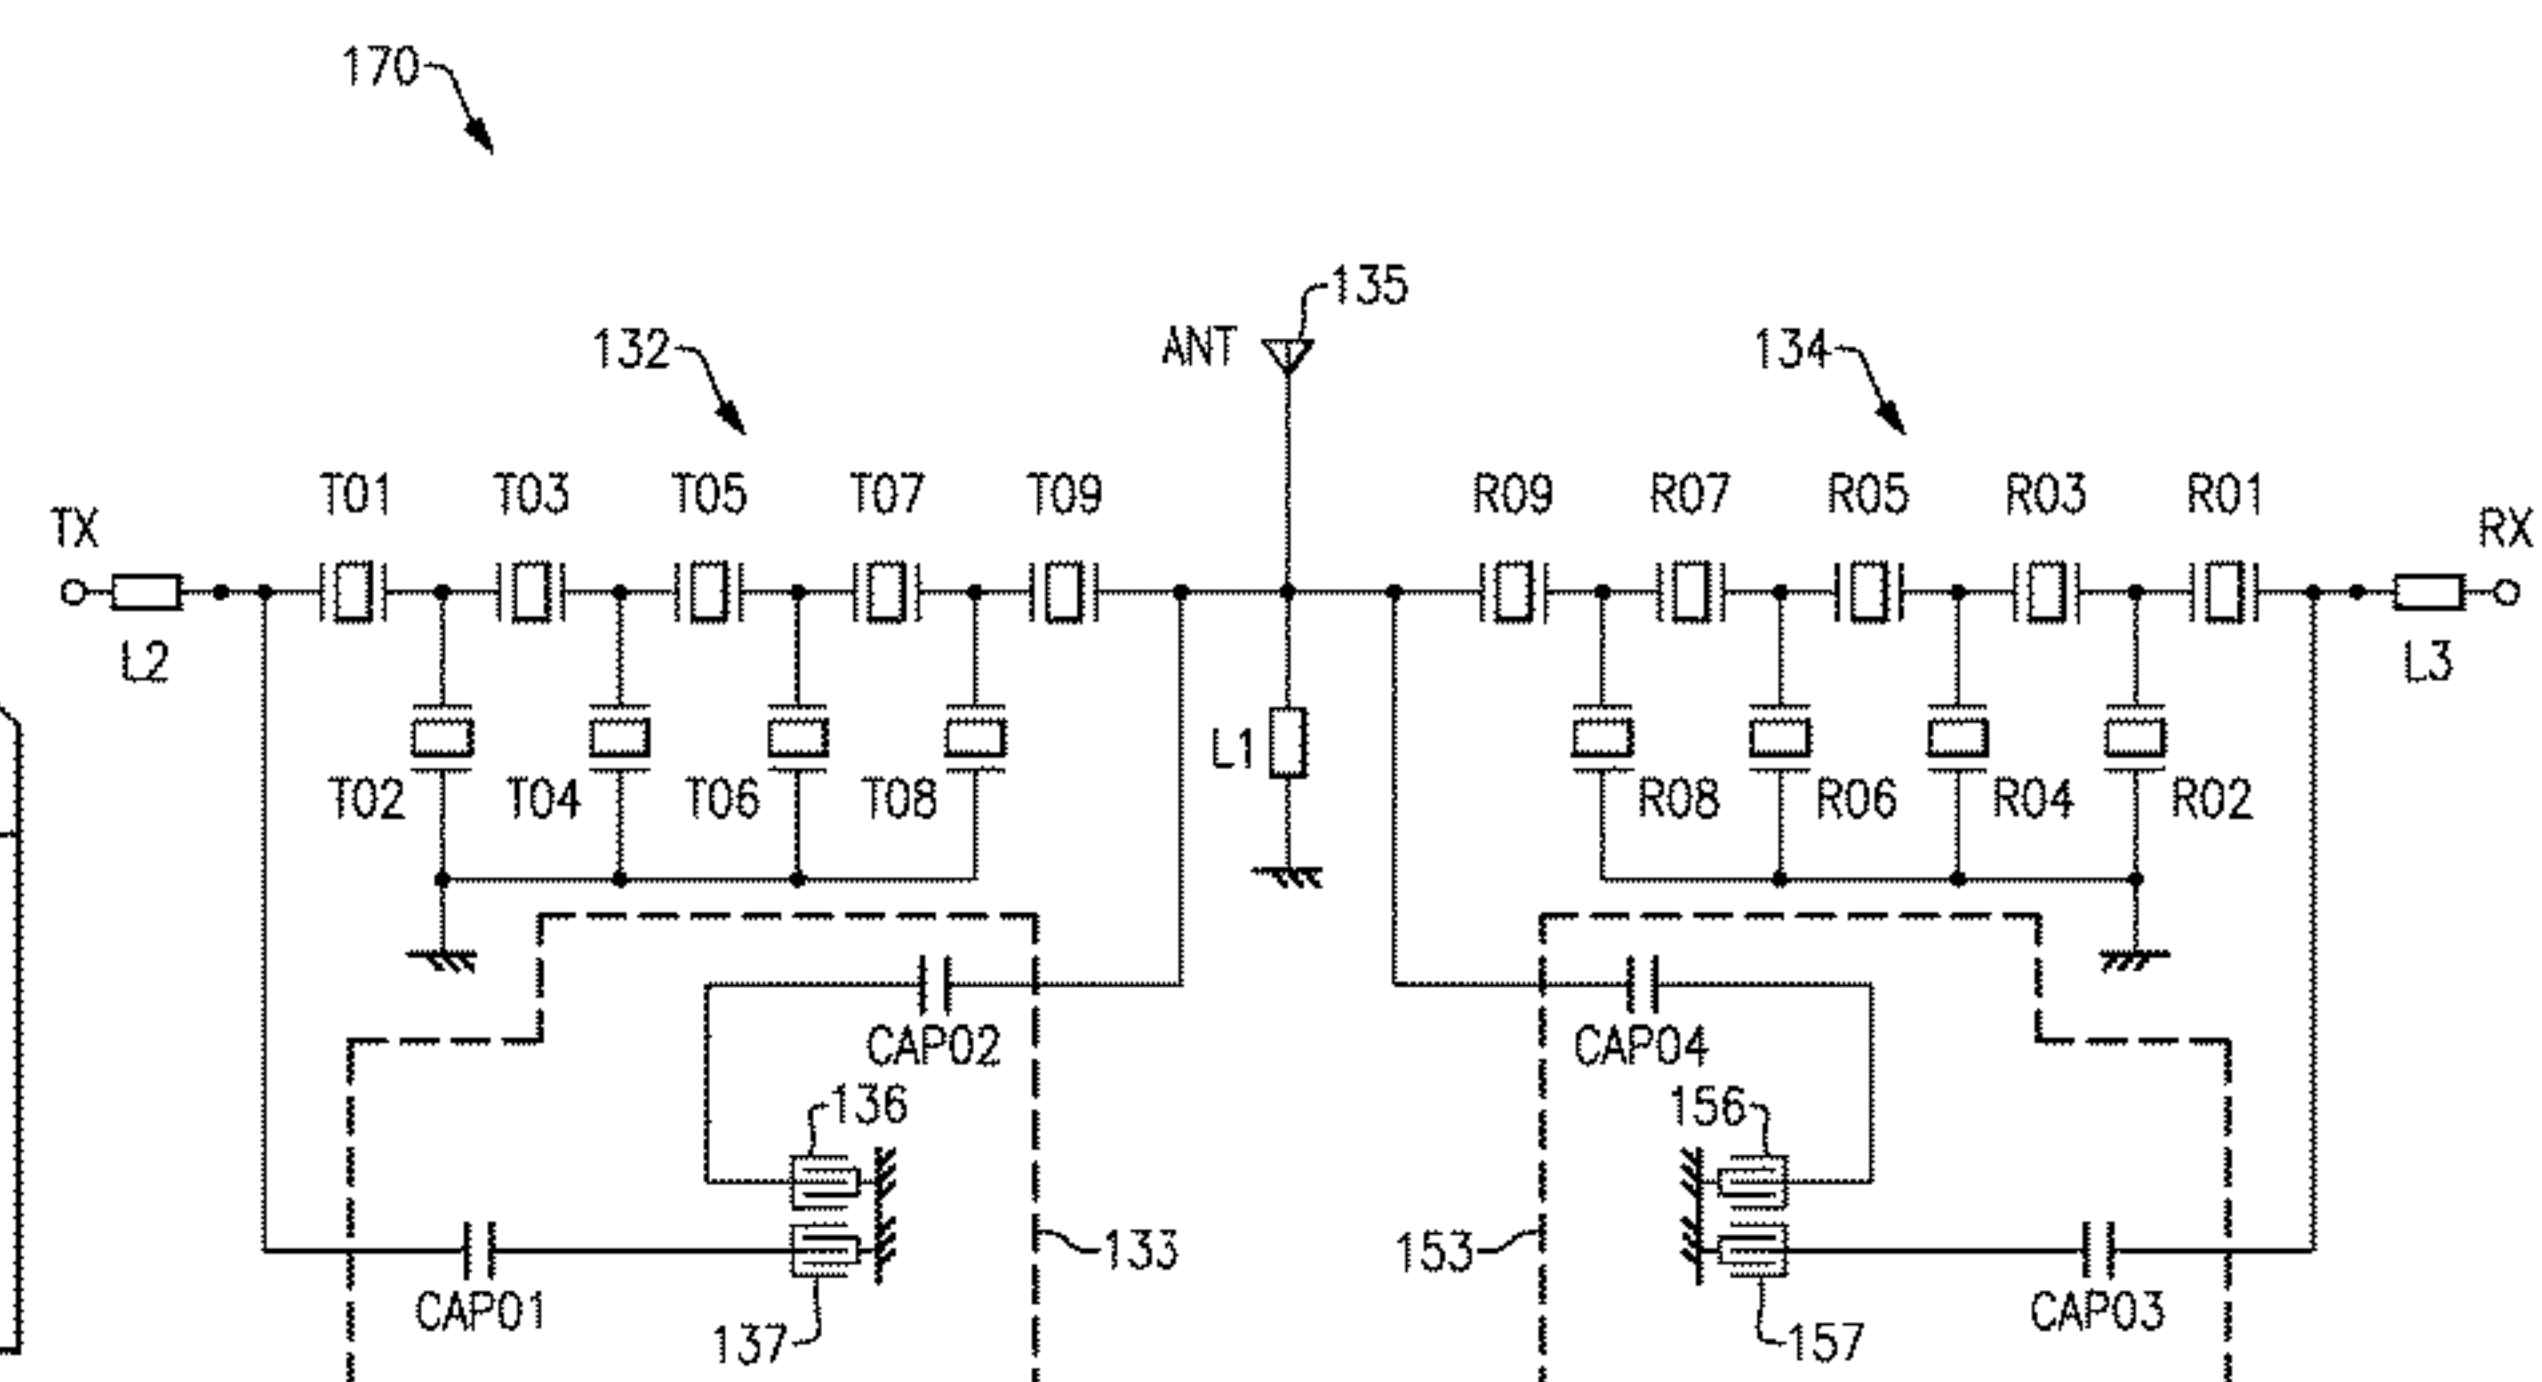 170
135
132
ANT
134
T01 T03 T05 T07 T09 R09 R07 R05 R03 R01
TX RX
L2 L3
L1
T02 T04 T06 T08 R08 R06 R04 R02
CAP02 CAP04
136 156
133 153
CAP01 CAP03
137 157